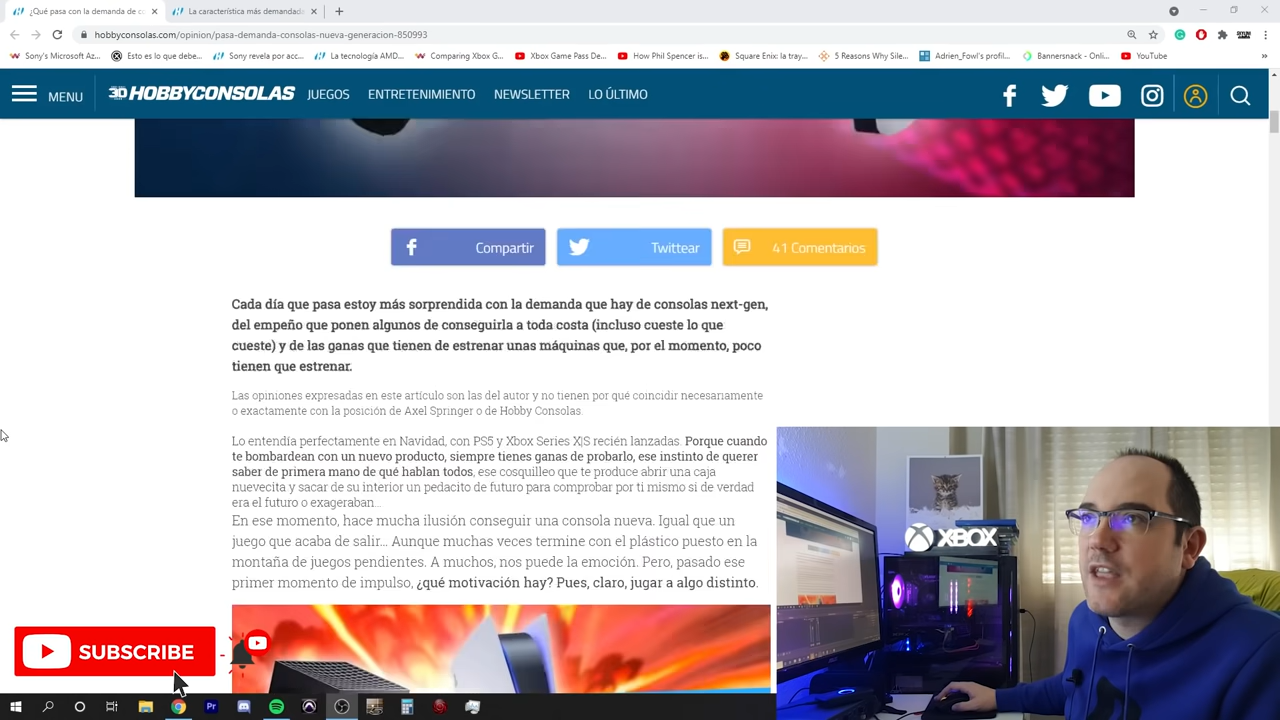 ¿Qué pasa con la demanda de c
La característica más demandad
hobbyconsolas.com/opinion/pasa-demanda-consolas-nueva-generacion-850993
Sony's Microsoft Az...
Esto es lo que debe...
Sony revela por acc...
La tecnología AMD...
Comparing Xbox G...
Xbox Game Pass De...
How Phil Spencer is...
Square Enix: la tray...
5 Reasons Why Sile...
Adrien_Fowl's profil...
Bannersnack - Onli...
YouTube
MENU
HOBBYCONSOLAS
JUEGOS
ENTRETENIMIENTO
NEWSLETTER
LO ÚLTIMO
Compartir
Twittear
41 Comentarios
Cada día que pasa estoy más sorprendida con la demanda que hay de consolas next-gen,
del empeño que ponen algunos de conseguirla a toda costa (incluso cueste lo que
cueste) y de las ganas que tienen de estrenar unas máquinas que, por el momento, poco
tienen que estrenar.
Las opiniones expresadas en este artículo son las del autor y no tienen por qué coincidir necesariamente
o exactamente con la posición de Axel Springer o de Hobby Consolas.
Lo entendía perfectamente en Navidad, con PS5 y Xbox Series X|S recién lanzadas. Porque cuando
te bombardean con un nuevo producto, siempre tienes ganas de probarlo, ese instinto de querer
saber de primera mano de qué hablan todos, ese cosquilleo que te produce abrir una caja
nuevecita y sacar de su interior un pedacito de futuro para comprobar por ti mismo si de verdad
era el futuro o exageraban...
En ese momento, hace mucha ilusión conseguir una consola nueva. Igual que un
juego que acaba de salir... Aunque muchas veces termine con el plástico puesto en la
montaña de juegos pendientes. A muchos, nos puede la emoción. Pero, pasado ese
primer momento de impulso, ¿qué motivación hay? Pues, claro, jugar a algo distinto.
XBOX
SUBSCRIBE